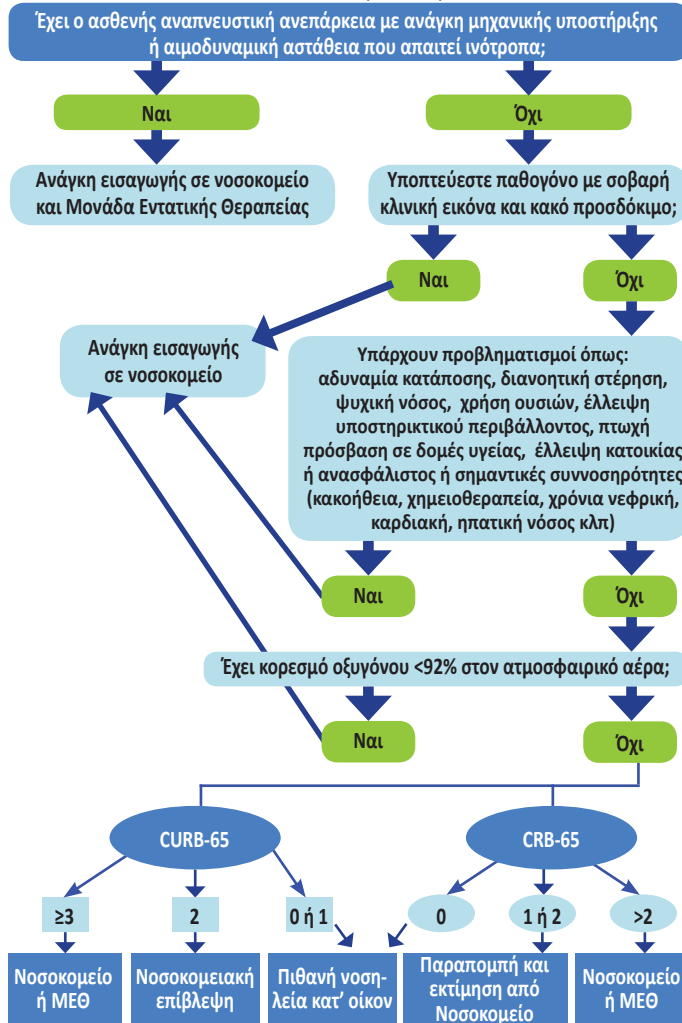 Έχει ο ασθενής αναπνευστική ανεπάρκεια με ανάγκη μηχανικής υποστήριξης
ή αιμοδυναμική αστάθεια που απαιτεί ινότροπα;
Ναι
Όχι
Ανάγκη εισαγωγής σε νοσοκομείο
και Μονάδα Εντατικής Θεραπείας
Υποπτεύεστε παθογόνο με σοβαρή
κλινική εικόνα και κακό προσδόκιμο;
Ναι
Όχι
Ανάγκη εισαγωγής
σε νοσοκομείο
Υπάρχουν προβληματισμοί όπως:
αδυναμία κατάποσης, διανοητική στέρηση,
ψυχική νόσος, χρήση ουσιών, έλλειψη
υποστηρικτικού περιβάλλοντος, πτωχή
πρόσβαση σε δομές υγείας, έλλειψη κατοικίας
ή ανασφάλιστος ή σημαντικές συννοσηρότητες
(κακοήθεια, χημειοθεραπεία, χρόνια νεφρική,
καρδιακή, ηπατική νόσος κλπ)
Ναι
Όχι
Έχει κορεσμό οξυγόνου <92% στον ατμοσφαιρικό αέρα;
Ναι
Όχι
CURB-65
CRB-65
≥3
2
0 ή 1
0
1 ή 2
>2
Νοσοκομείο
ή ΜΕΘ
Νοσοκομειακή
επίβλεψη
Πιθανή νοση-
λεία κατ’ οίκον
Παραπομπή και
εκτίμηση από
Νοσοκομείο
Νοσοκομείο
ή ΜΕΘ